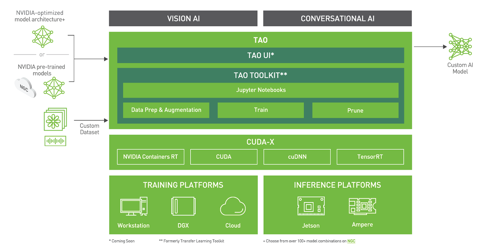 NVIDIA-optimized
model architecture+
or
NVIDIA pre-trained
models
NGC
Custom
Dataset
VISION AI
CONVERSATIONAL AI
TAO
TAO UI*
TAO TOOLKIT**
Jupyter Notebooks
Data Prep & Augmentation
Train
Prune
Custom AI
Model
CUDA-X
NVIDIA Containers RT
CUDA
cuDNN
TensorRT
TRAINING PLATFORMS
Workstation
DGX
Cloud
INFERENCE PLATFORMS
Jetson
Ampere
* Coming Soon
** Formerly Transfer Learning Toolkit
+ Choose from over 100+ model combinations on NGC